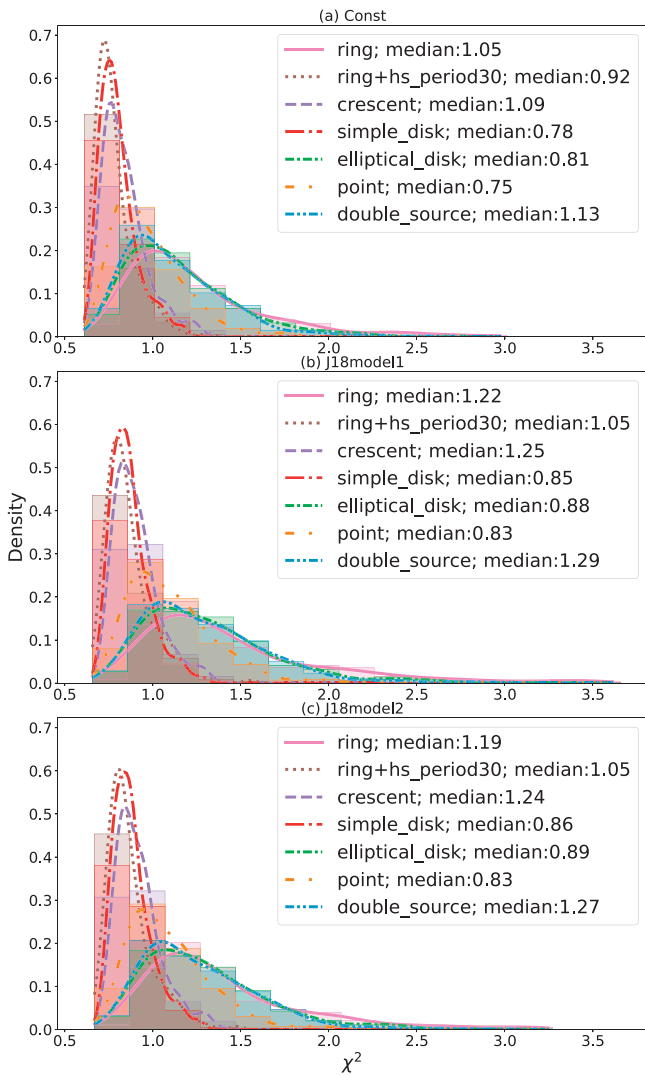 (a) Const
0.7
0.6
0.5
0.4
0.3
0.2
0.1
0.0
ring; median:1.05
ring+hs_period30; median:0.92
crescent; median:1.09
simple_disk; median:0.78
elliptical_disk; median:0.81
point; median:0.75
double_source; median:1.13
0.5 1.0 1.5 2.0 2.5 3.0 3.5
(b) J18model1
0.7
0.6
0.5
0.4
0.3
0.2
0.1
0.0
Density
ring; median:1.22
ring+hs_period30; median:1.05
crescent; median:1.25
simple_disk; median:0.85
elliptical_disk; median:0.88
point; median:0.83
double_source; median:1.29
0.5 1.0 1.5 2.0 2.5 3.0 3.5
(c) J18model2
0.7
0.6
0.5
0.4
0.3
0.2
0.1
0.0
ring; median:1.19
ring+hs_period30; median:1.05
crescent; median:1.24
simple_disk; median:0.86
elliptical_disk; median:0.89
point; median:0.83
double_source; median:1.27
0.5 1.0 1.5 2.0 2.5 3.0 3.5
χ²